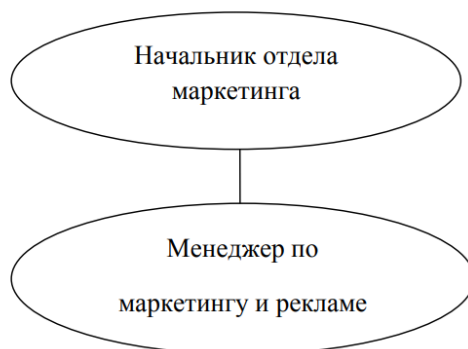 Начальник отдела
маркетинга
Менеджер по
маркетингу и рекламе